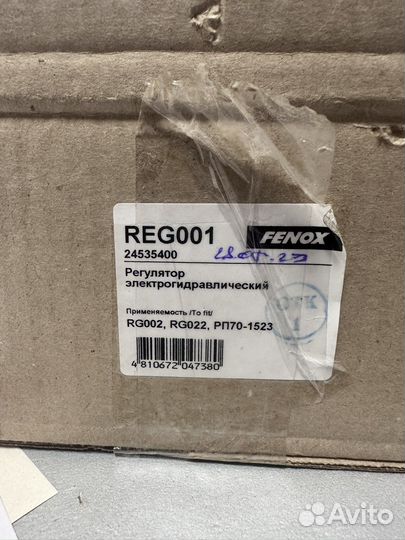 REG001
FENOX
24535400
Регулятор
электрогидравлический
Применяемость /To fit/
RG002, RG022, РП70-1523
4 810672 047380
Avito